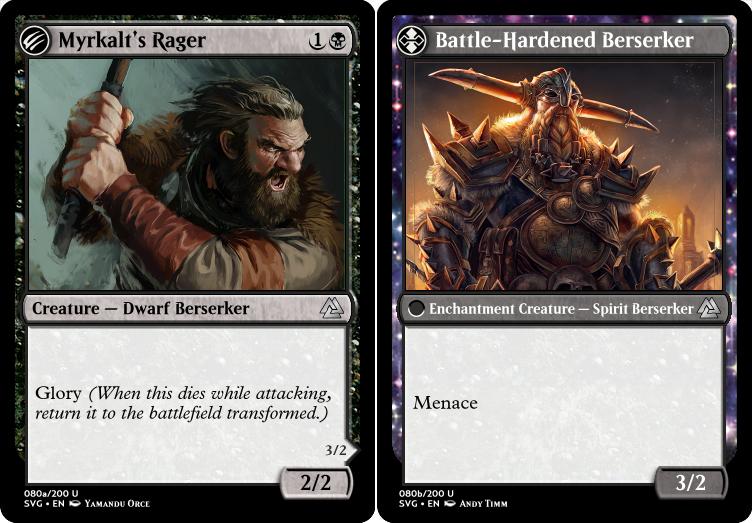 Myrkalt's Rager 1
Creature — Dwarf Berserker
Glory (When this dies while attacking,
return it to the battlefield transformed.)
3/2
2/2
080a/200 U
SVG • EN Yamandu Orce
Battle-Hardened Berserker
Enchantment Creature — Spirit Berserker
Menace
3/2
080b/200 U
SVG • EN Andy Timm